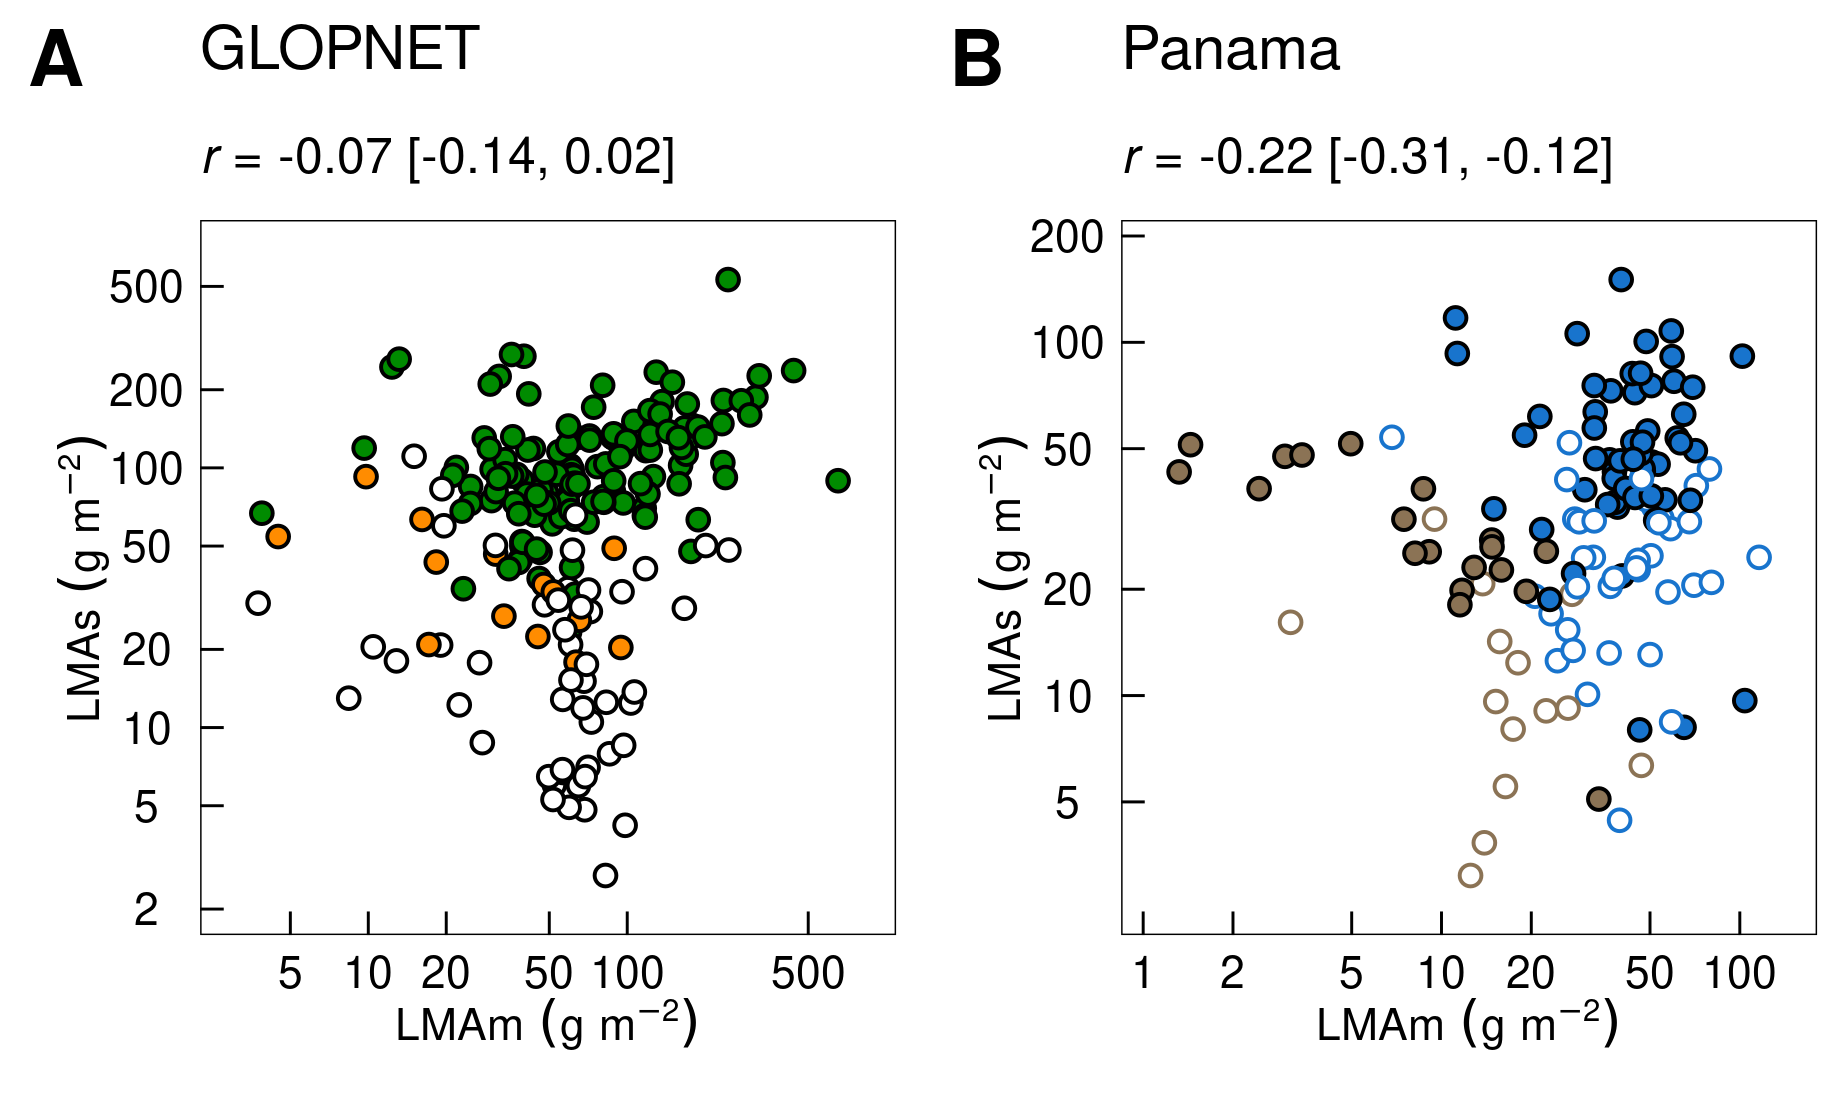 A GLOPNET
r = -0.07 [-0.14, 0.02]
500
200
100
50
20
10
5
2
LMAs (g m−2)
5 10 20 50 100 500
LMAm (g m−2)
B Panama
r = -0.22 [-0.31, -0.12]
200
100
50
20
10
5
LMAs (g m−2)
1 2 5 10 20 50 100
LMAm (g m−2)